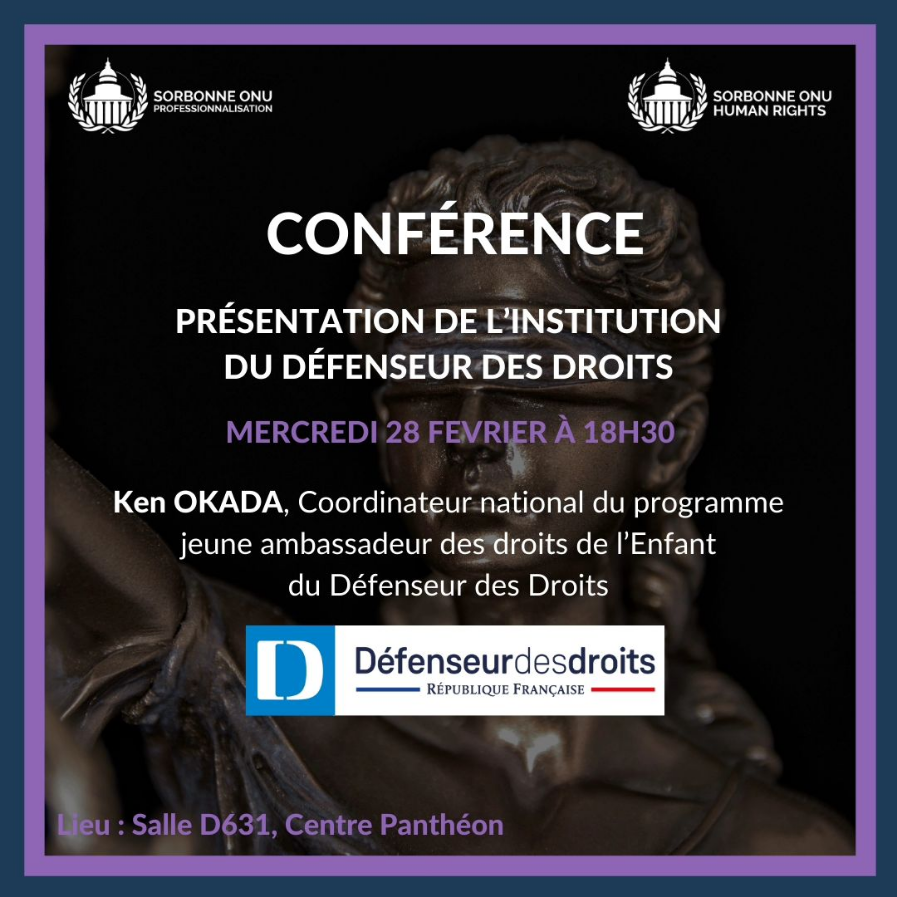 SORBONNE ONU
PROFESSIONNALISATION
SORBONNE ONU
HUMAN RIGHTS
CONFÉRENCE
PRÉSENTATION DE L'INSTITUTION
DU DÉFENSEUR DES DROITS
MERCREDI 28 FEVRIER À 18H30
Ken OKADA, Coordinateur national du programme
jeune ambassadeur des droits de l'Enfant
du Défenseur des Droits
D Défenseurdesdroits
RÉPUBLIQUE FRANÇAISE
Lieu : Salle D631, Centre Panthéon